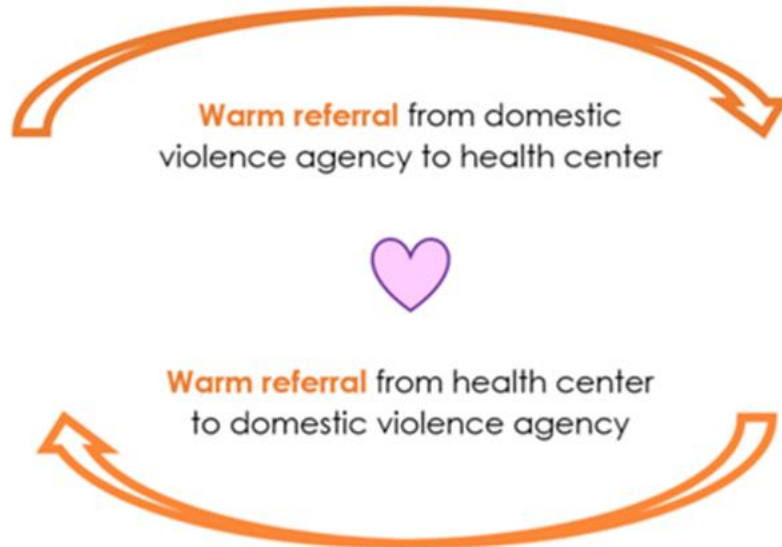 Warm referral from domestic
violence agency to health center
Warm referral from health center
to domestic violence agency